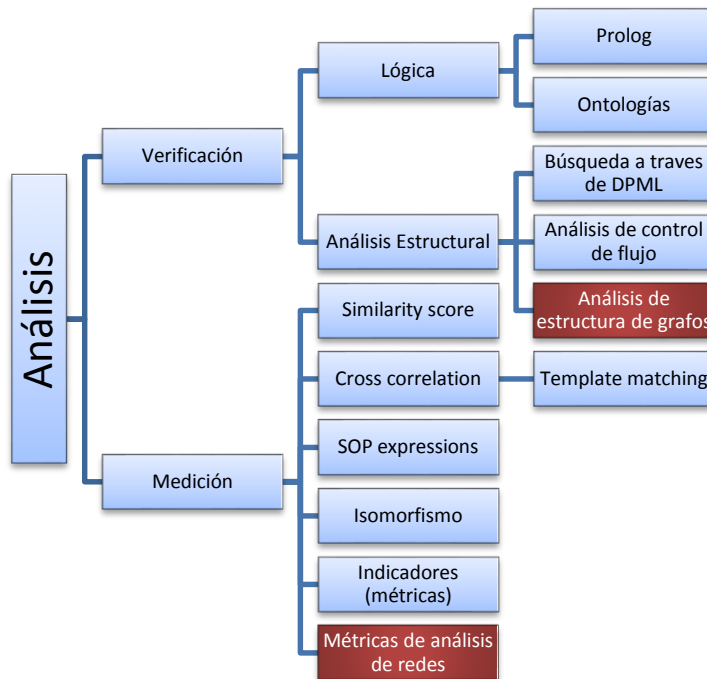 Análisis
Verificación
Lógica
Prolog
Ontologías
Análisis Estructural
Búsqueda a traves
de DPML
Análisis de control
de flujo
Análisis de
estructura de grafos
Medición
Similarity score
Cross correlation
Template matching
SOP expressions
Isomorfismo
Indicadores
(métricas)
Métricas de análisis
de redes